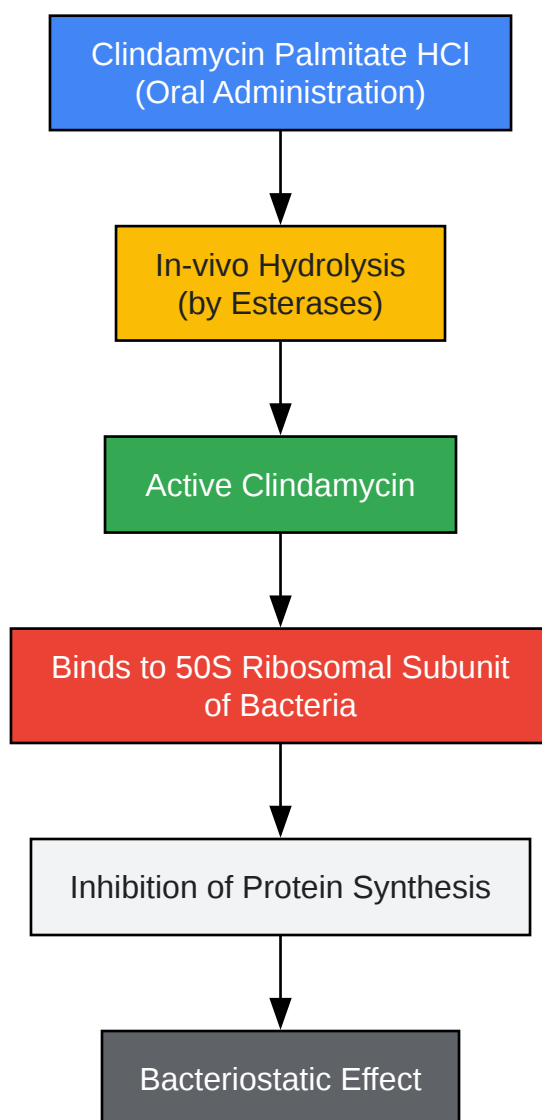 Clindamycin Palmitate HCl
(Oral Administration)
In-vivo Hydrolysis
(by Esterases)
Active Clindamycin
Binds to 50S Ribosomal Subunit
of Bacteria
Inhibition of Protein Synthesis
Bacteriostatic Effect